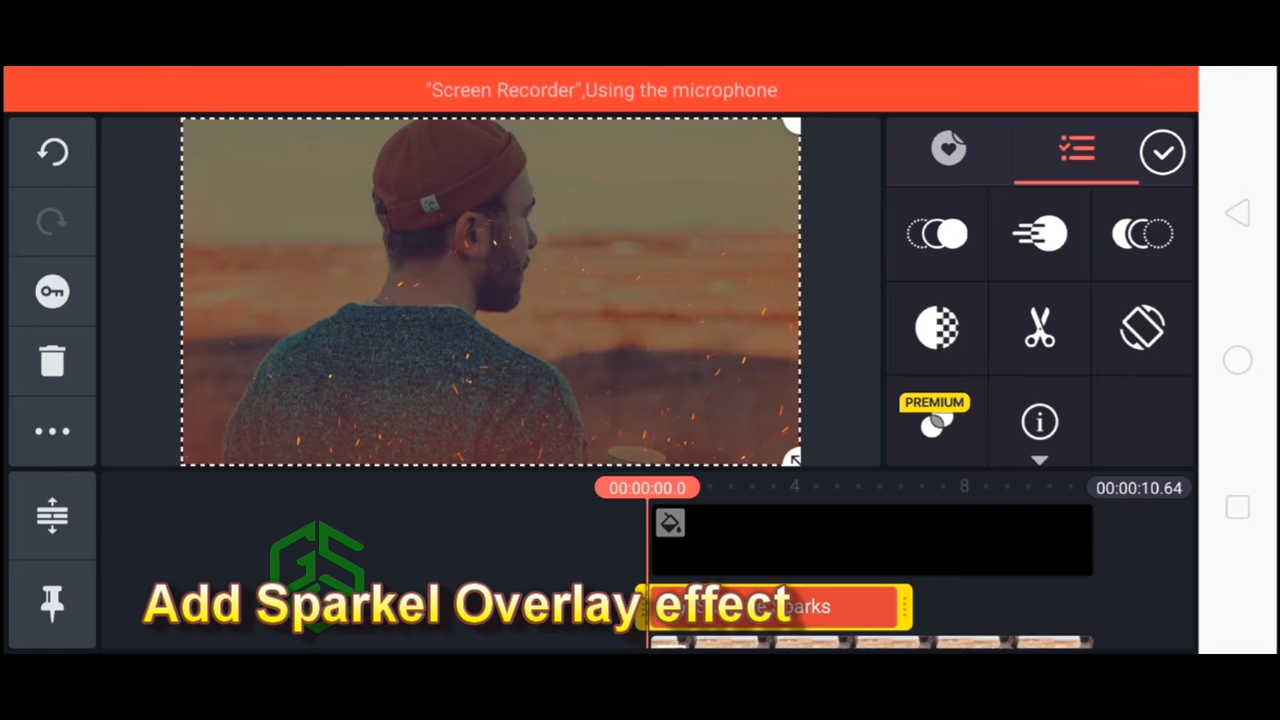 "Screen Recorder",Using the microphone
PREMIUM
i
00:00:00.0
4
8
00:00:10.64
GS
Add Sparkel Overlay effect